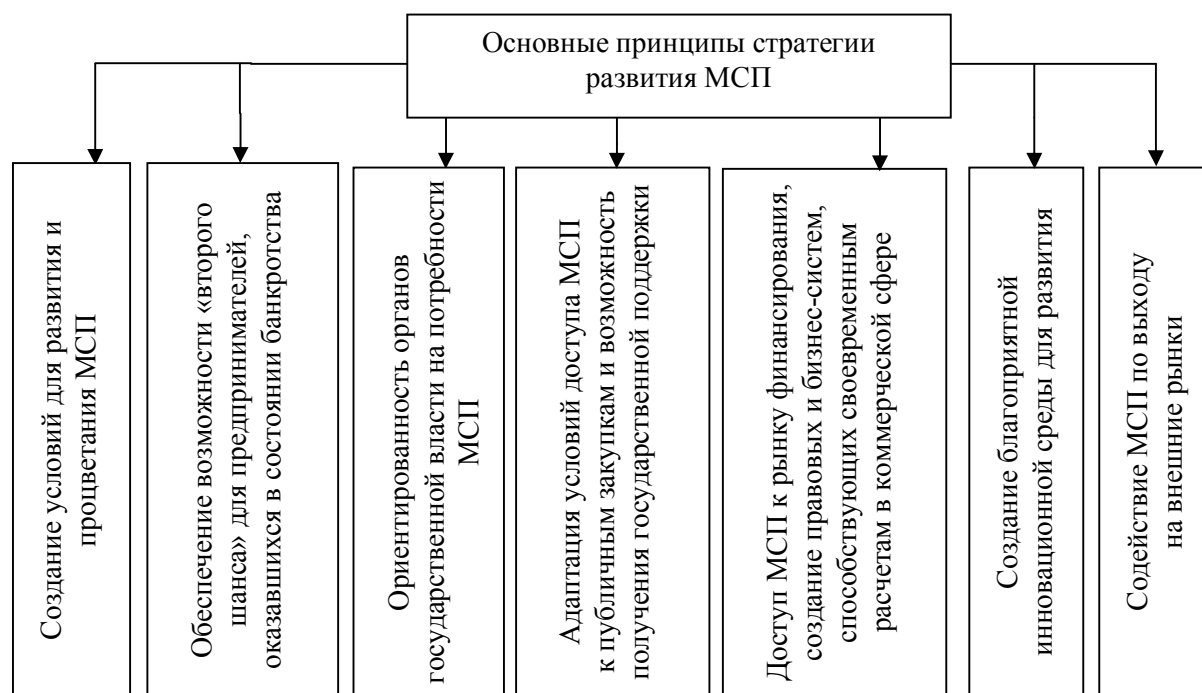 Основные принципы стратегии
развития МСП
Создание условий для развития и
процветания МСП
Обеспечение возможности «второго
шанса» для предпринимателей,
оказавшихся в состоянии банкротства
Ориентированность органов
государственной власти на потребности
МСП
Адаптация условий доступа МСП
к публичным закупкам и возможность
получения государственной поддержки
Доступ МСП к рынку финансирования,
создание правовых и бизнес-систем,
способствующих своевременным
расчетам в коммерческой сфере
Создание благоприятной
инновационной среды для развития
Содействие МСП по выходу
на внешние рынки